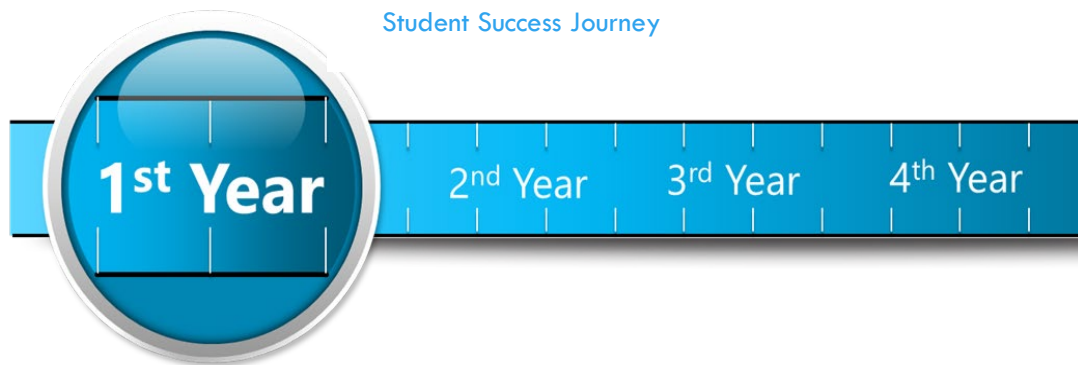 Student Success Journey
1st Year
2nd Year
3rd Year
4th Year